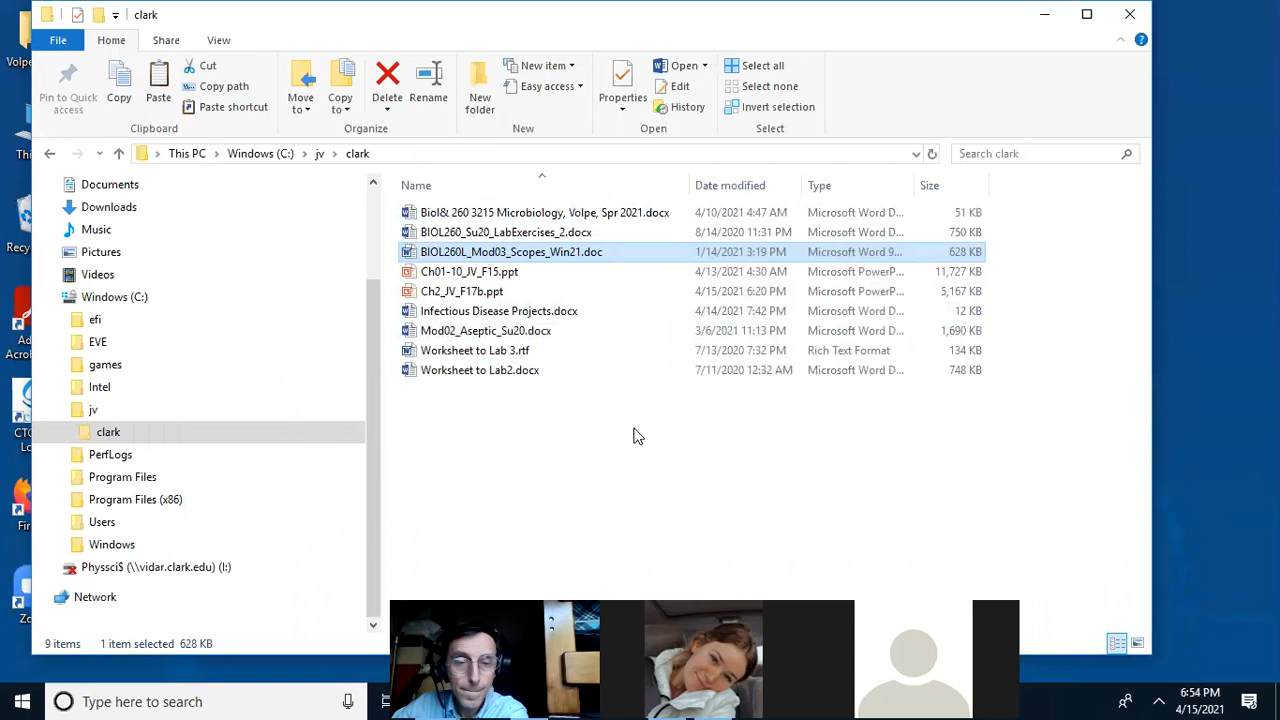 clark
File Home Share View
Pin to Quick access
Copy
Paste
Cut
Copy path
Paste shortcut
Move to
Copy to
Delete
Rename
New folder
New item
Easy access
Properties
Open
Edit
History
Select all
Select none
Invert selection
Clipboard Organize New Open Select
This PC Windows (C:) jv clark
Search clark
Name Date modified Type Size
Biol& 260 3215 Microbiology, Volpe, Spr 2021.docx 4/10/2021 4:47 AM Microsoft Word D... 51 KB
BIOL260_Su20_LabExercises_2.docx 8/14/2020 11:31 PM Microsoft Word D... 750 KB
BIOL260L_Mod03_Scopes_Win21.doc 1/14/2021 3:19 PM Microsoft Word 9... 628 KB
Ch01-10_JV_F15.ppt 4/13/2021 4:30 AM Microsoft PowerP... 11,727 KB
Ch2_JV_F17b.ppt 4/15/2021 6:20 PM Microsoft PowerP... 5,167 KB
Infectious Disease Projects.docx 4/14/2021 7:42 PM Microsoft Word D... 12 KB
Mod02_Aseptic_Su20.docx 3/6/2021 11:13 PM Microsoft Word D... 1,690 KB
Worksheet to Lab 3.rtf 7/13/2020 7:32 PM Rich Text Format 134 KB
Worksheet to Lab2.docx 7/11/2020 12:32 AM Microsoft Word D... 748 KB
Documents
Downloads
Music
Pictures
Videos
Windows (C:)
efi
EVE
games
Intel
jv
clark
PerfLogs
Program Files
Program Files (x86)
Users
Windows
Physsci$ (\\vidar.clark.edu) (I:)
Network
9 items 1 item selected 628 KB
Volpe
Thi
Recy
A
Acro
CTC
Lo
Fir
Zo
Type here to search
6:54 PM
4/15/2021